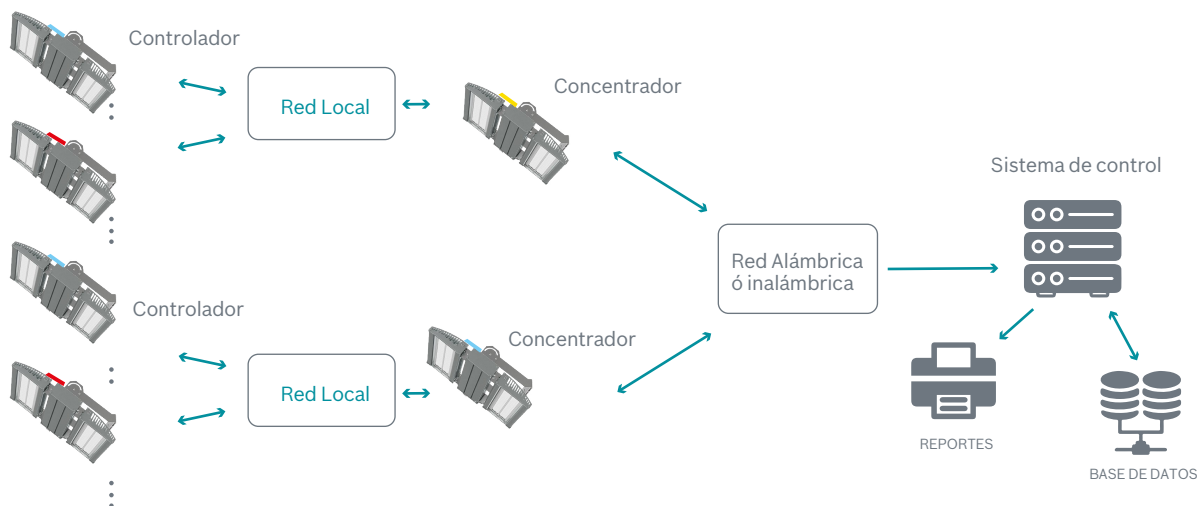 Controlador
Red Local
Concentrador
Sistema de control
Red Alámbrica
ó inalámbrica
Controlador
Red Local
Concentrador
REPORTES
BASE DE DATOS